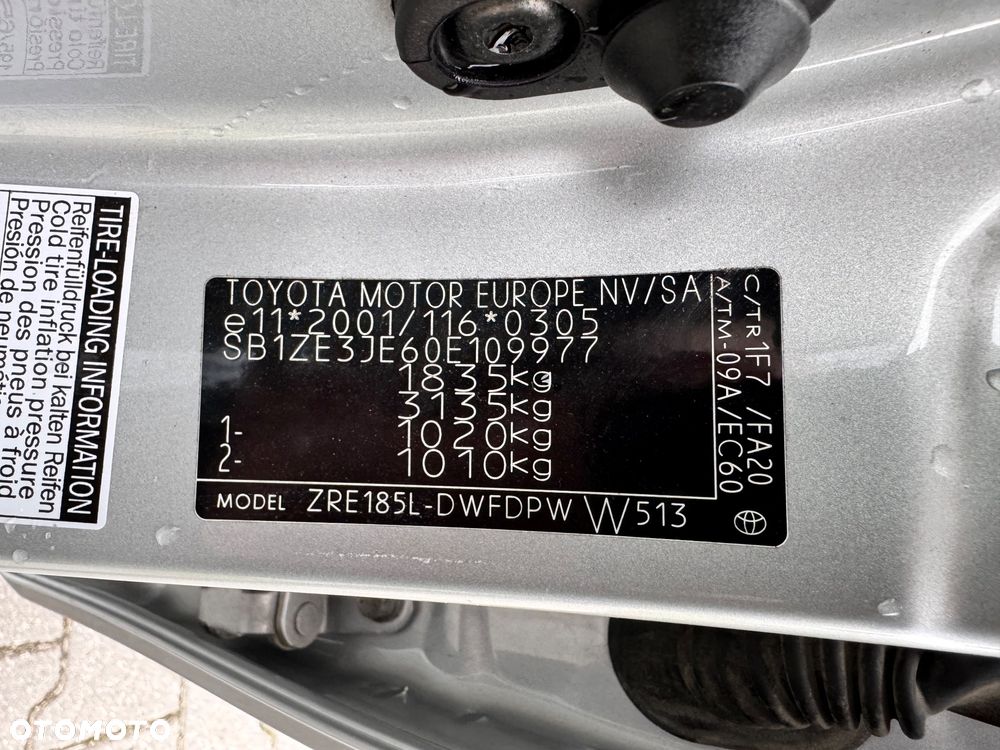 TIRE-LOADING INFORMATION
Reifenfülldruck bei kalten Reifen
Cold tire inflation pressure
Pression des pneus à froid
Presión de neumáti
TOYOTA MOTOR EUROPE NV/SA
e11*2001/116*0305
SB1ZE3JE60E109977
1835kg
3135kg
1- 1020kg
2- 1010kg
MODEL ZRE185L-DWFDPW W513
C/TR 1F7 /FA20
A/TM-09A/EC60
OTOMOTO